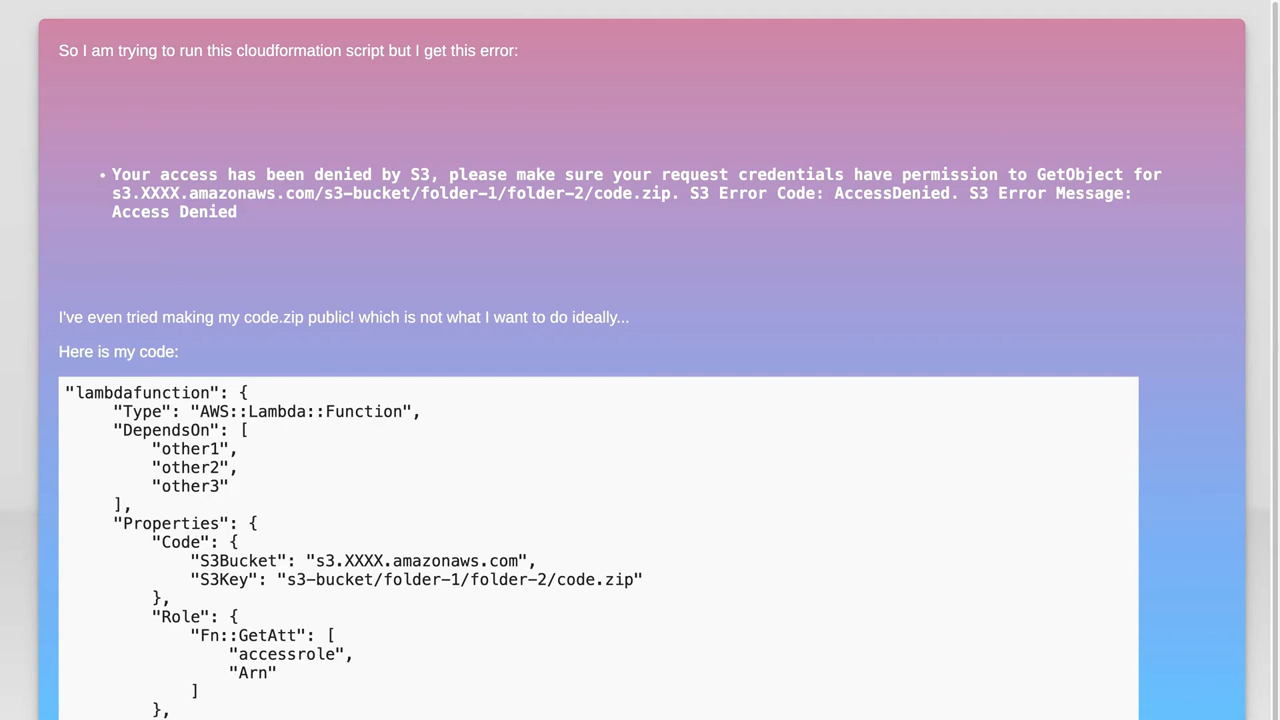 So I am trying to run this cloudformation script but I get this error:
• Your access has been denied by S3, please make sure your request credentials have permission to GetObject for
s3.XXXX.amazonaws.com/s3-bucket/folder-1/folder-2/code.zip. S3 Error Code: AccessDenied. S3 Error Message:
Access Denied
I've even tried making my code.zip public! which is not what I want to do ideally...
Here is my code:
"lambdafunction": {
     "Type": "AWS::Lambda::Function",
     "DependsOn": [
         "other1",
         "other2",
         "other3"
     ],
     "Properties": {
         "Code": {
             "S3Bucket": "s3.XXXX.amazonaws.com",
             "S3Key": "s3-bucket/folder-1/folder-2/code.zip"
         },
         "Role": {
             "Fn::GetAtt": [
                 "accessrole",
                 "Arn"
             ]
         },